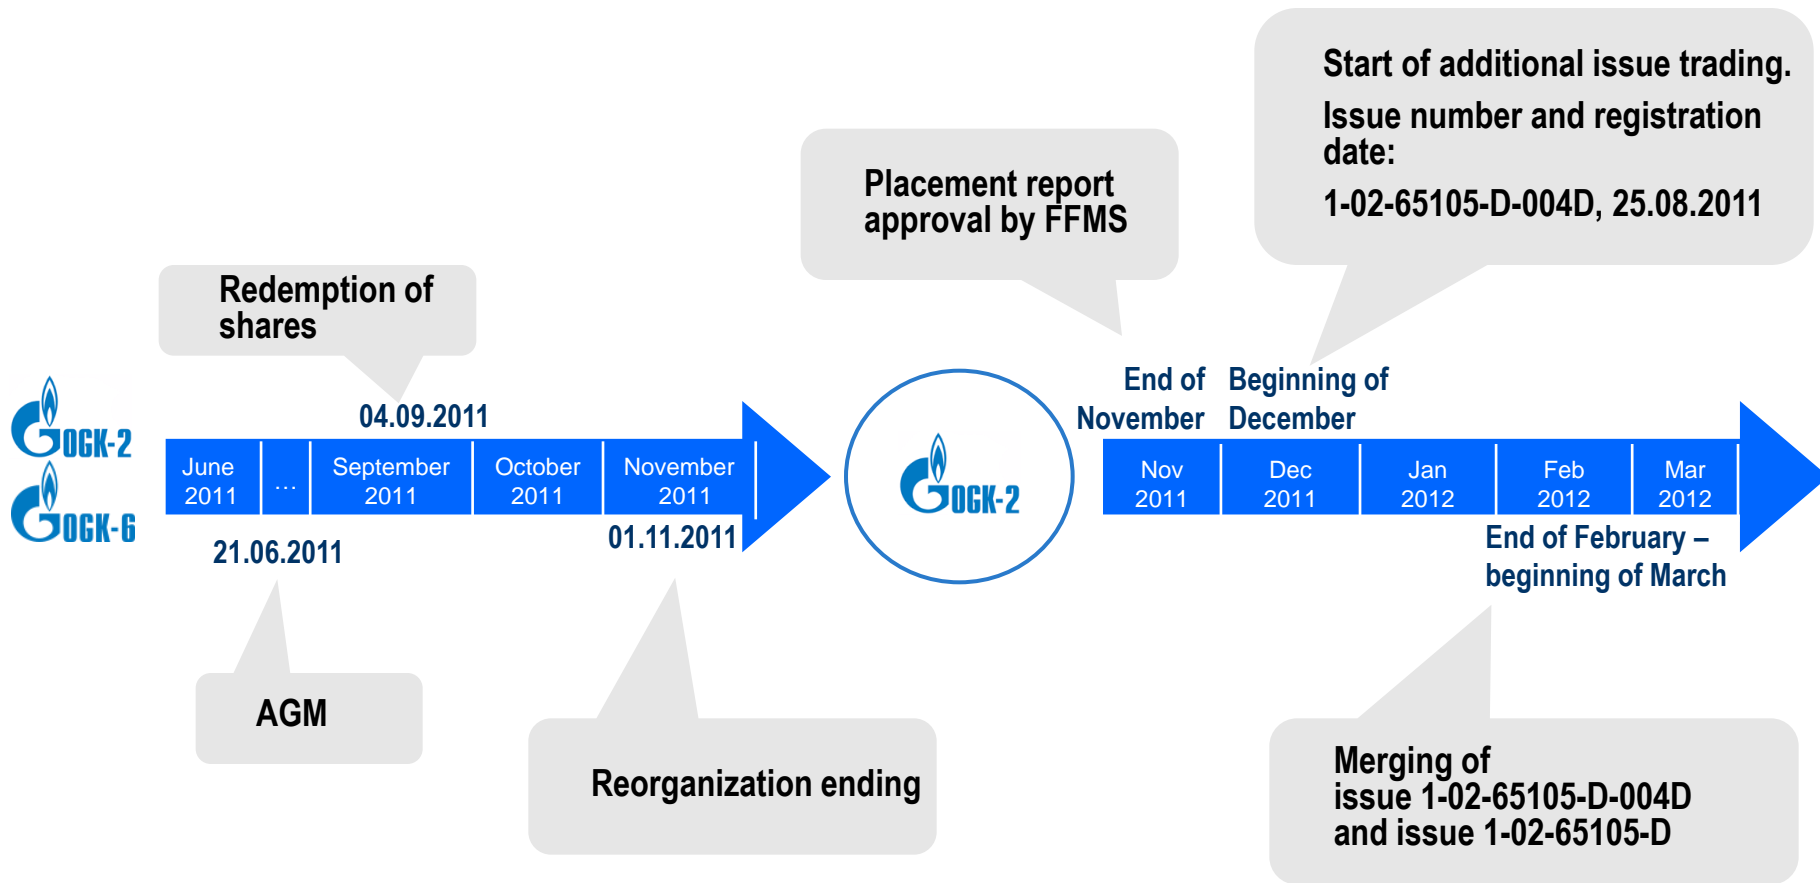 Start of additional issue trading.
Issue number and registration
date:
1-02-65105-D-004D, 25.08.2011
Placement report
approval by FFMS
Redemption of
shares
End of
November
Beginning of
December
04.09.2011
OGK-2
OGK-6
June
2011
...
September
2011
October
2011
November
2011
OGK-2
Nov
2011
Dec
2011
Jan
2012
Feb
2012
Mar
2012
21.06.2011
01.11.2011
End of February –
beginning of March
AGM
Reorganization ending
Merging of
issue 1-02-65105-D-004D
and issue 1-02-65105-D